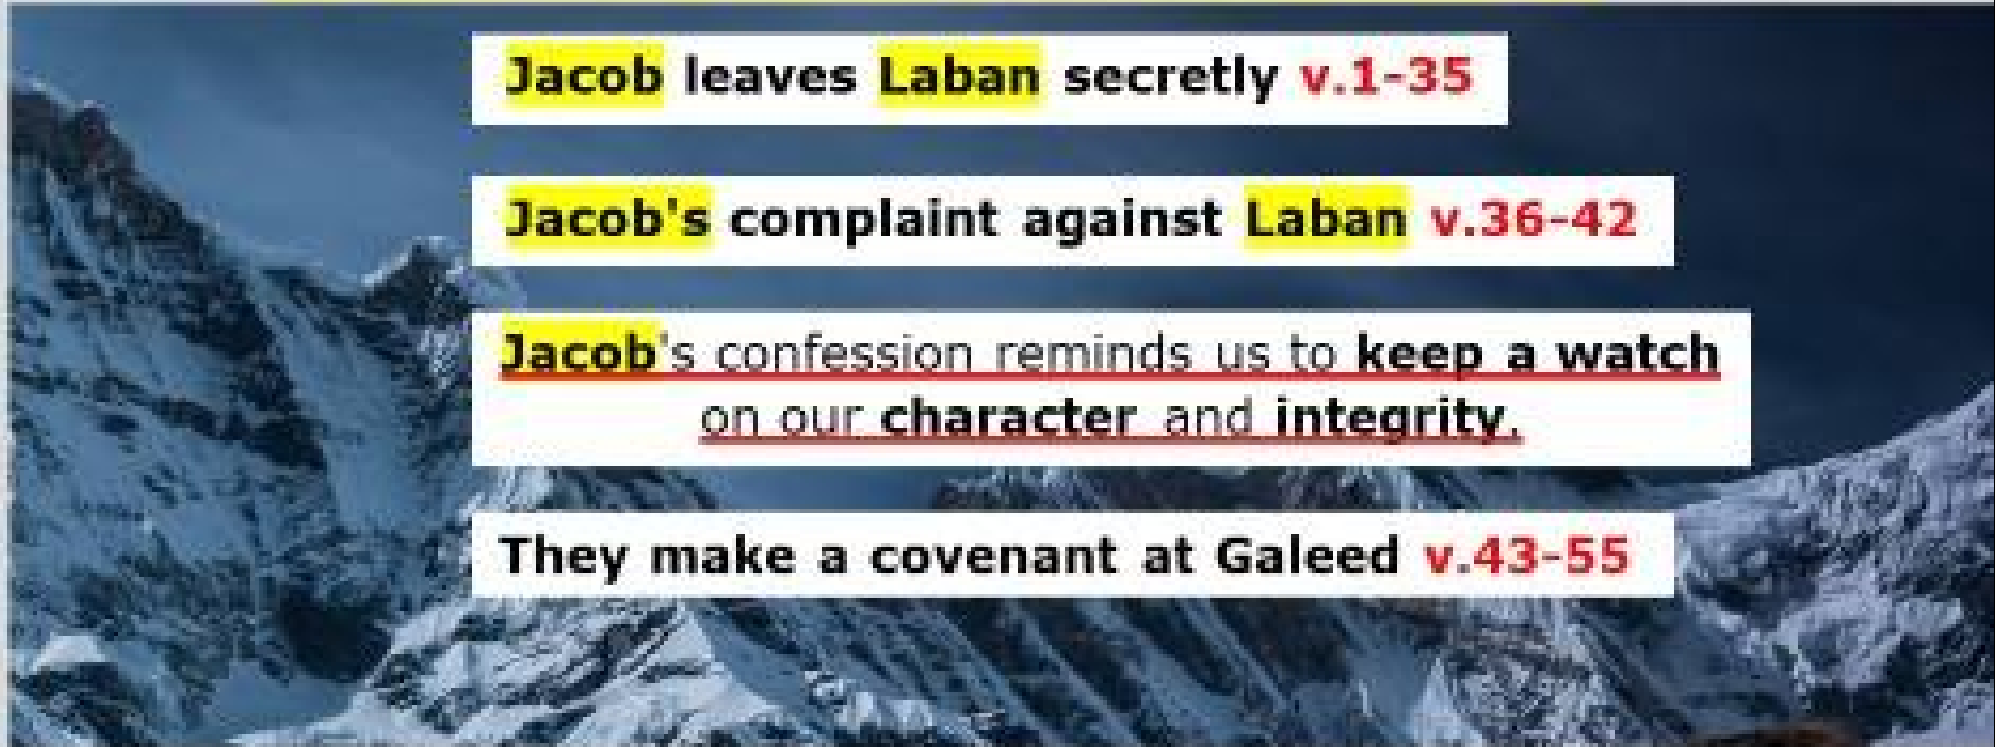 Jacob leaves Laban secretly v.1-35
Jacob's complaint against Laban v.36-42
Jacob's confession reminds us to keep a watch
on our character and integrity.
They make a covenant at Galeed v.43-55